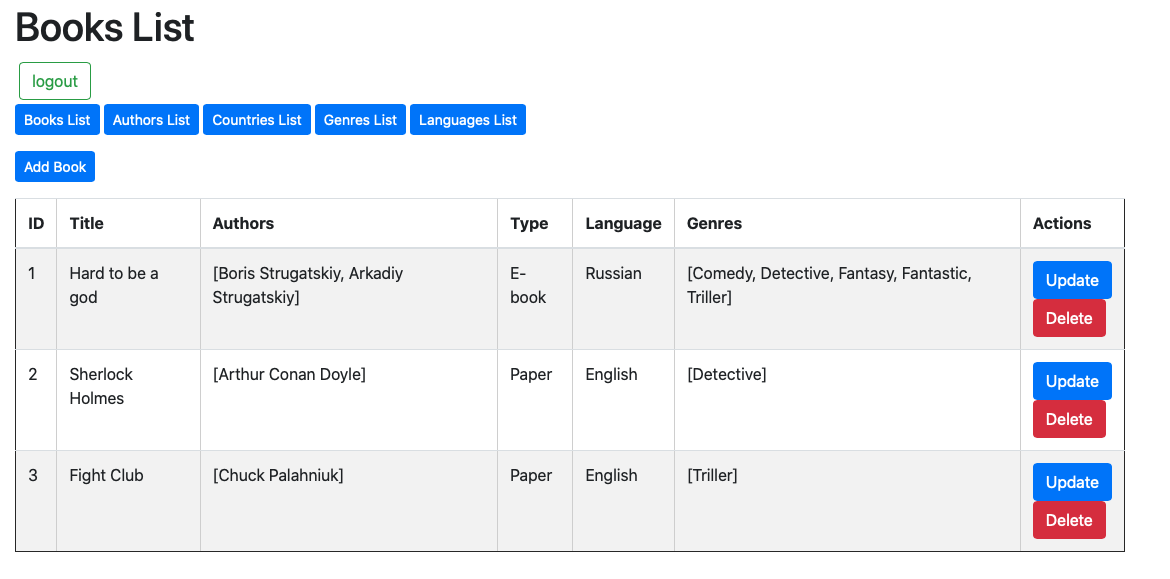 Books List
logout
Books List Authors List Countries List Genres List Languages List
Add Book
ID Title Authors Type Language Genres Actions
1 Hard to be a [Boris Strugatskiy, Arkadiy E- Russian [Comedy, Detective, Fantasy, Fantastic, Update
god Strugatskiy] book Triller]
Delete
2 Sherlock [Arthur Conan Doyle] Paper English [Detective] Update
Holmes
Delete
3 Fight Club [Chuck Palahniuk] Paper English [Triller] Update
Delete